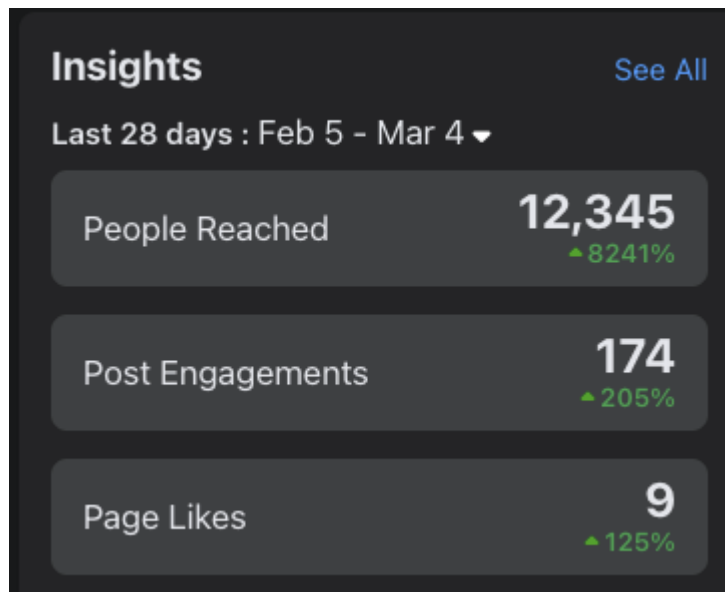 Insights See All
Last 28 days : Feb 5 - Mar 4
People Reached 12,345
8241%
Post Engagements 174
205%
Page Likes 9
125%